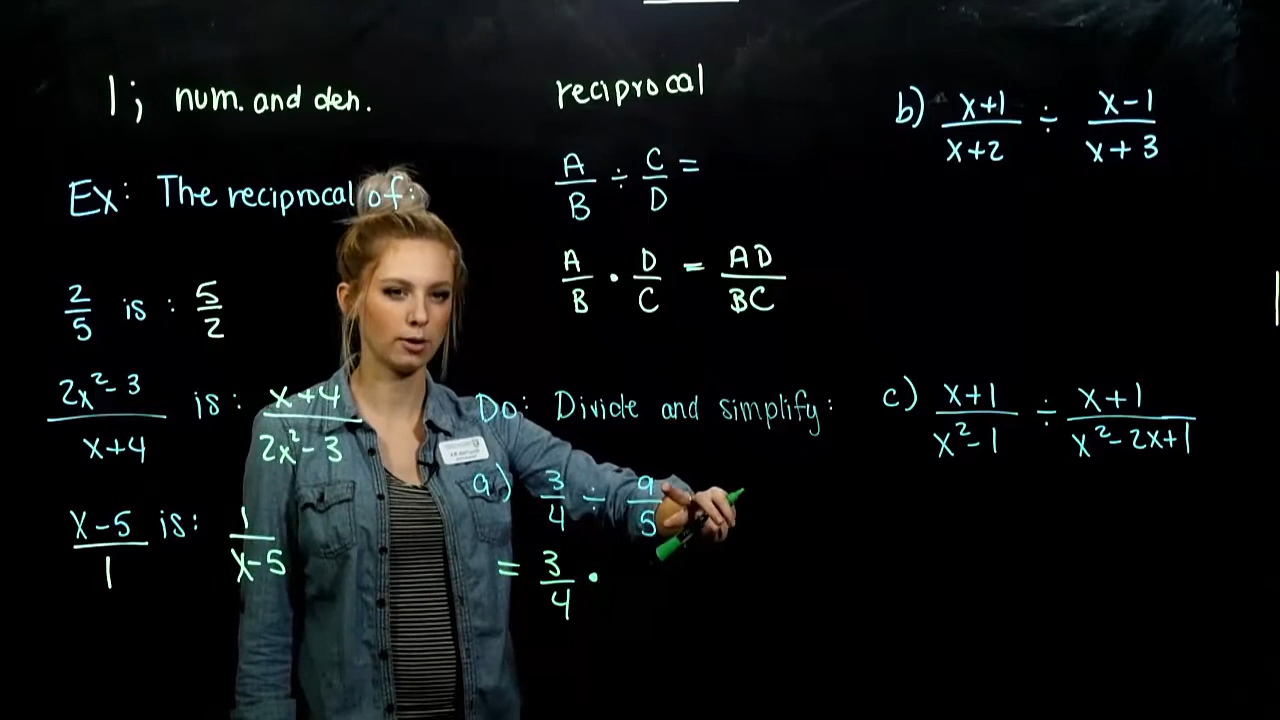 1; num. and den.
Ex: The reciprocal of:
2/5 is: 5/2
2x²-3/x+4 is: x+4/2x²-3
x-5/1 is: 1/x-5
reciprocal
A/B ÷ C/D =
A/B · D/C = AD/BC
Do: Divide and simplify:
a) 3/4 ÷ 9/5
= 3/4 ·
b) x+1/x+2 ÷ x-1/x+3
c) x+1/x²-1 ÷ x+1/x²-2x+1